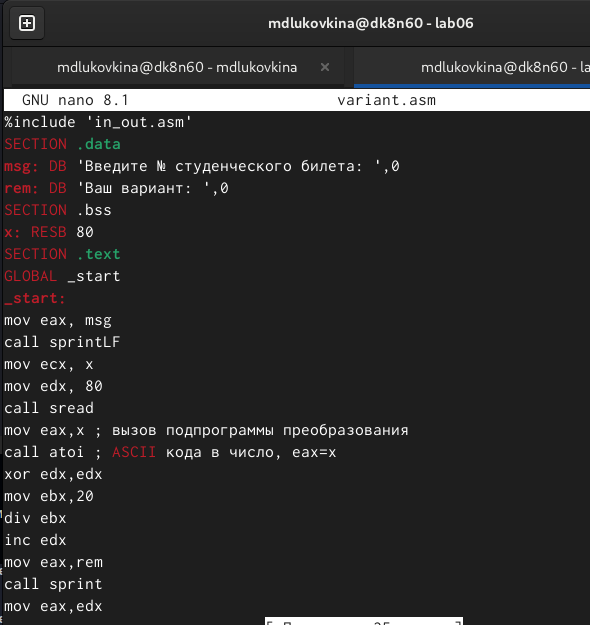 mdlukovkina@dk8n60 - lab06
mdlukovkina@dk8n60 - mdlukovkina × mdlukovkina@dk8n60 - la
GNU nano 8.1 variant.asm
%include 'in_out.asm'
SECTION .data
msg: DB 'Введите № студенческого билета: ',0
rem: DB 'Ваш вариант: ',0
SECTION .bss
x: RESB 80
SECTION .text
GLOBAL _start
_start:
mov eax, msg
call sprintLF
mov ecx, x
mov edx, 80
call sread
mov eax,x ; вызов подпрограммы преобразования
call atoi ; ASCII кода в число, eax=x
xor edx,edx
mov ebx,20
div ebx
inc edx
mov eax,rem
call sprint
mov eax,edx